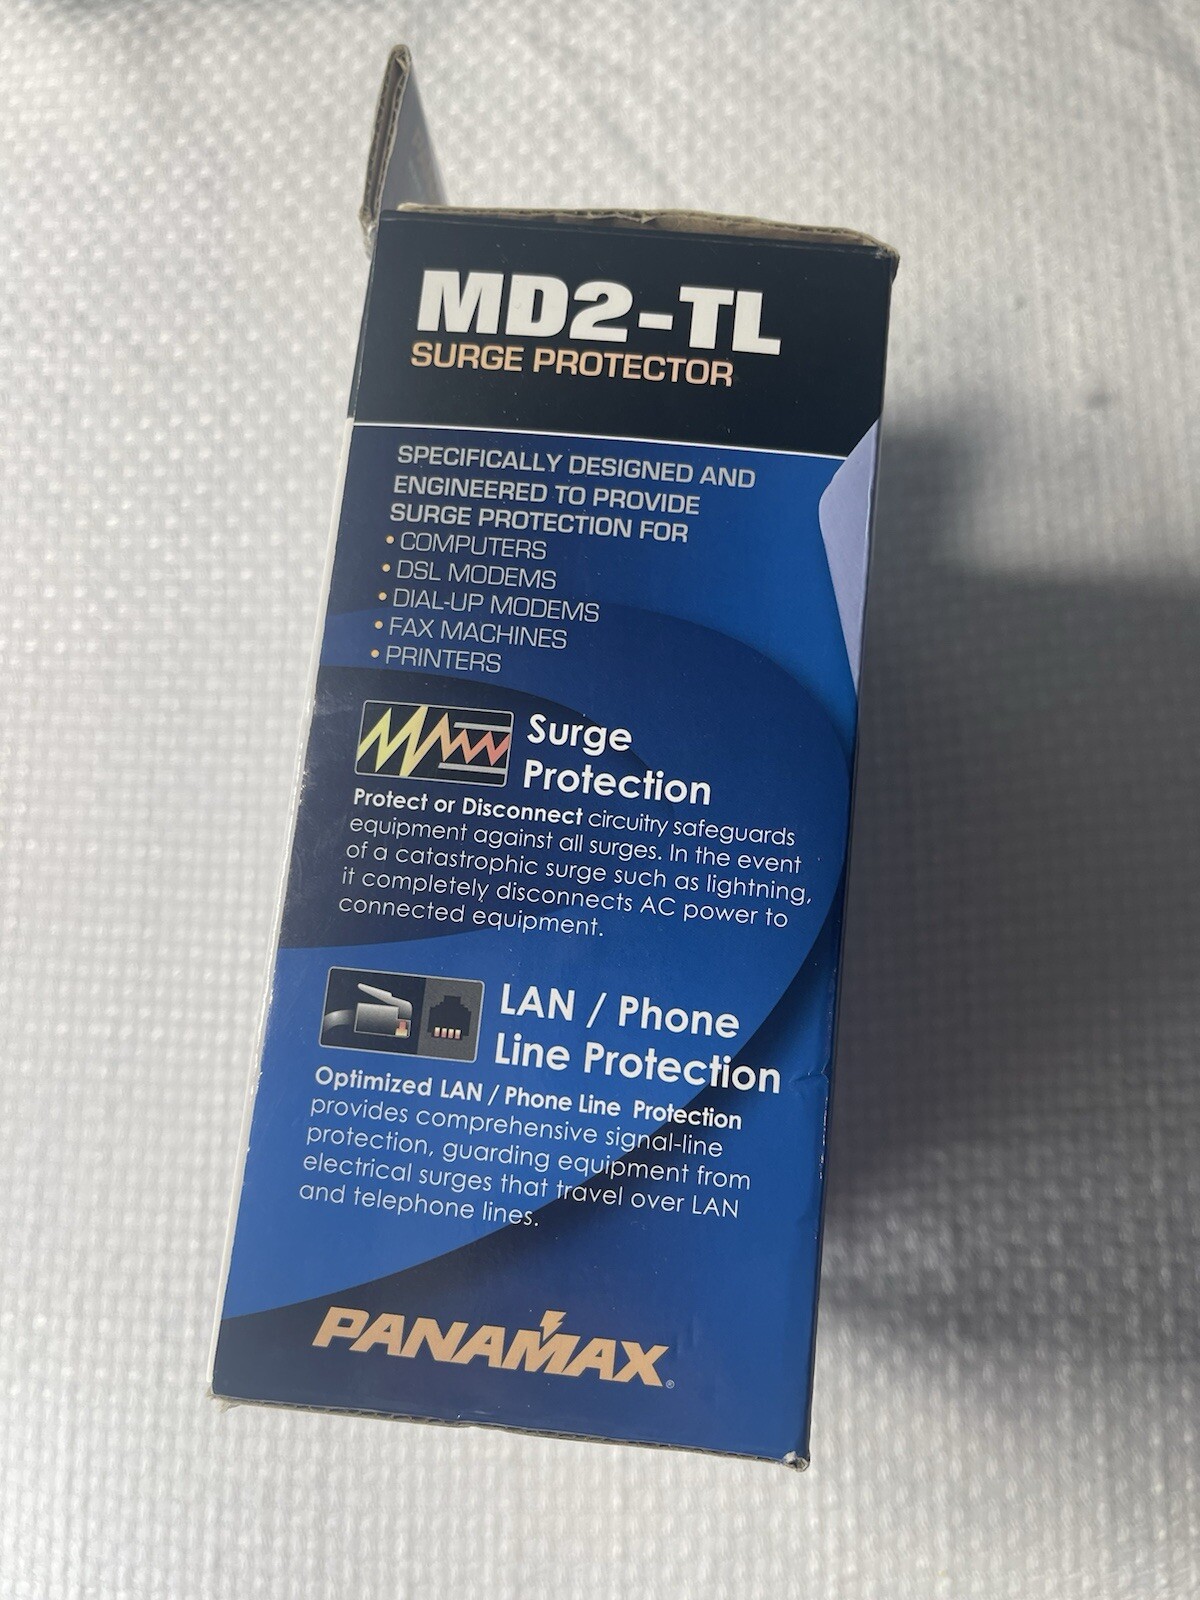 MD2-TL
SURGE PROTECTOR
SPECIFICALLY DESIGNED AND
ENGINEERED TO PROVIDE
SURGE PROTECTION FOR
• COMPUTERS
• DSL MODEMS
• DIAL-UP MODEMS
• FAX MACHINES
• PRINTERS
Surge
Protection
Protect or Disconnect circuitry safeguards
equipment against all surges. In the event
of a catastrophic surge such as lightning,
it completely disconnects AC power to
connected equipment.
LAN / Phone
Line Protection
Optimized LAN / Phone Line Protection
provides comprehensive signal-line
protection, guarding equipment from
electrical surges that travel over LAN
and telephone lines.
PANAMAX®